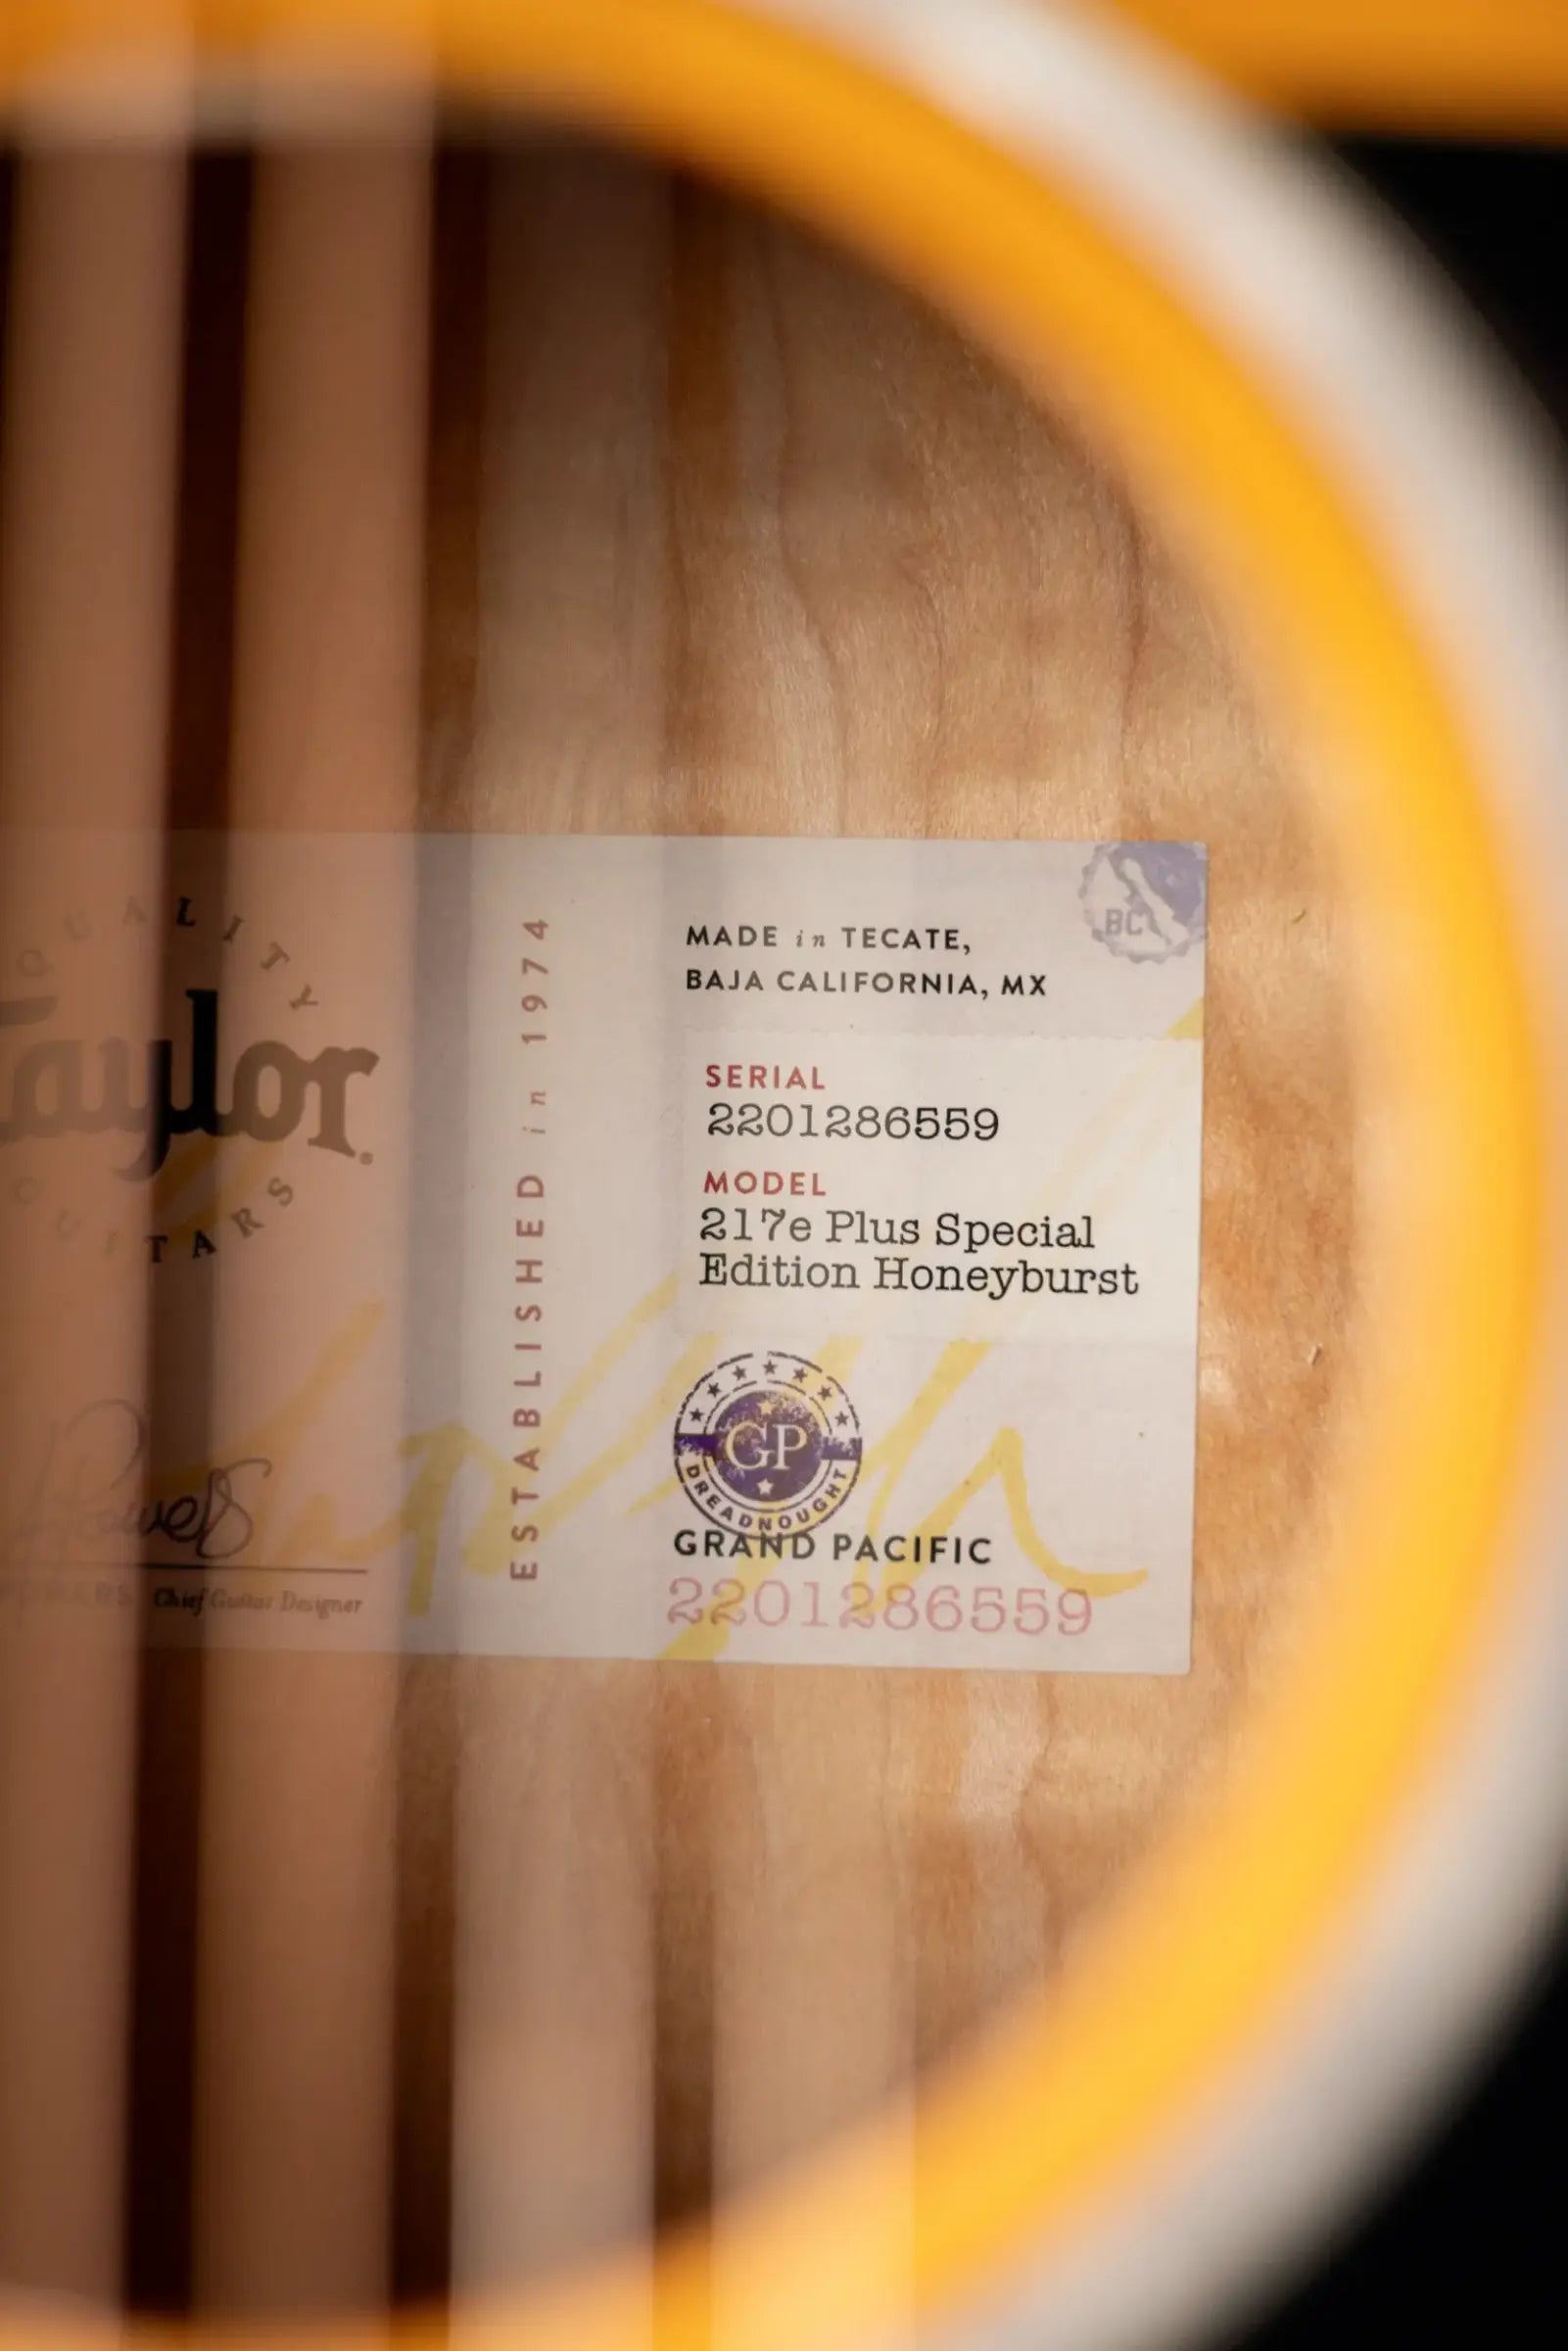 QUALITY
Taylor
GUITARS
Powers
Chief Guitar Designer
ESTABLISHED in 1974
BC
MADE in TECATE,
BAJA CALIFORNIA, MX
SERIAL
2201286559
MODEL
217e Plus Special
Edition Honeyburst
GP
DREADNOUGHT
GRAND PACIFIC
2201286559